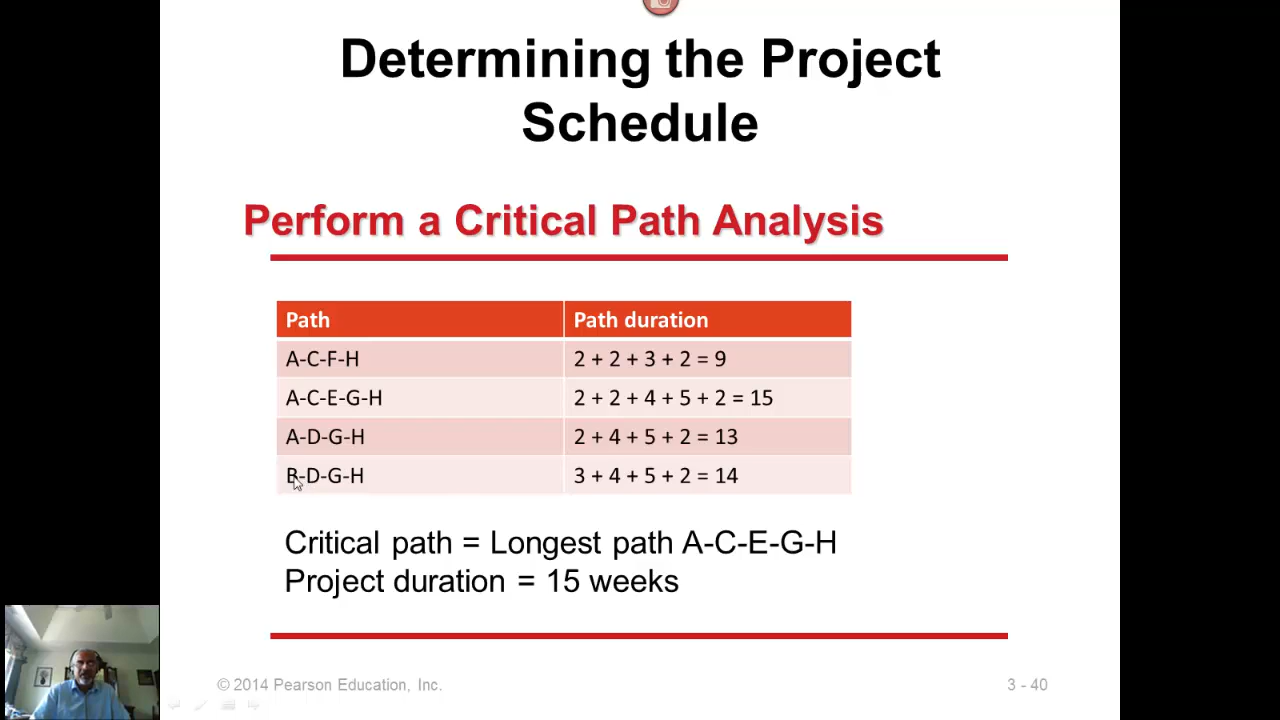 Determining the Project
Schedule
Perform a Critical Path Analysis
Path Path duration
A-C-F-H 2 + 2 + 3 + 2 = 9
A-C-E-G-H 2 + 2 + 4 + 5 + 2 = 15
A-D-G-H 2 + 4 + 5 + 2 = 13
B-D-G-H 3 + 4 + 5 + 2 = 14
Critical path = Longest path A-C-E-G-H
Project duration = 15 weeks
© 2014 Pearson Education, Inc. 3 - 40